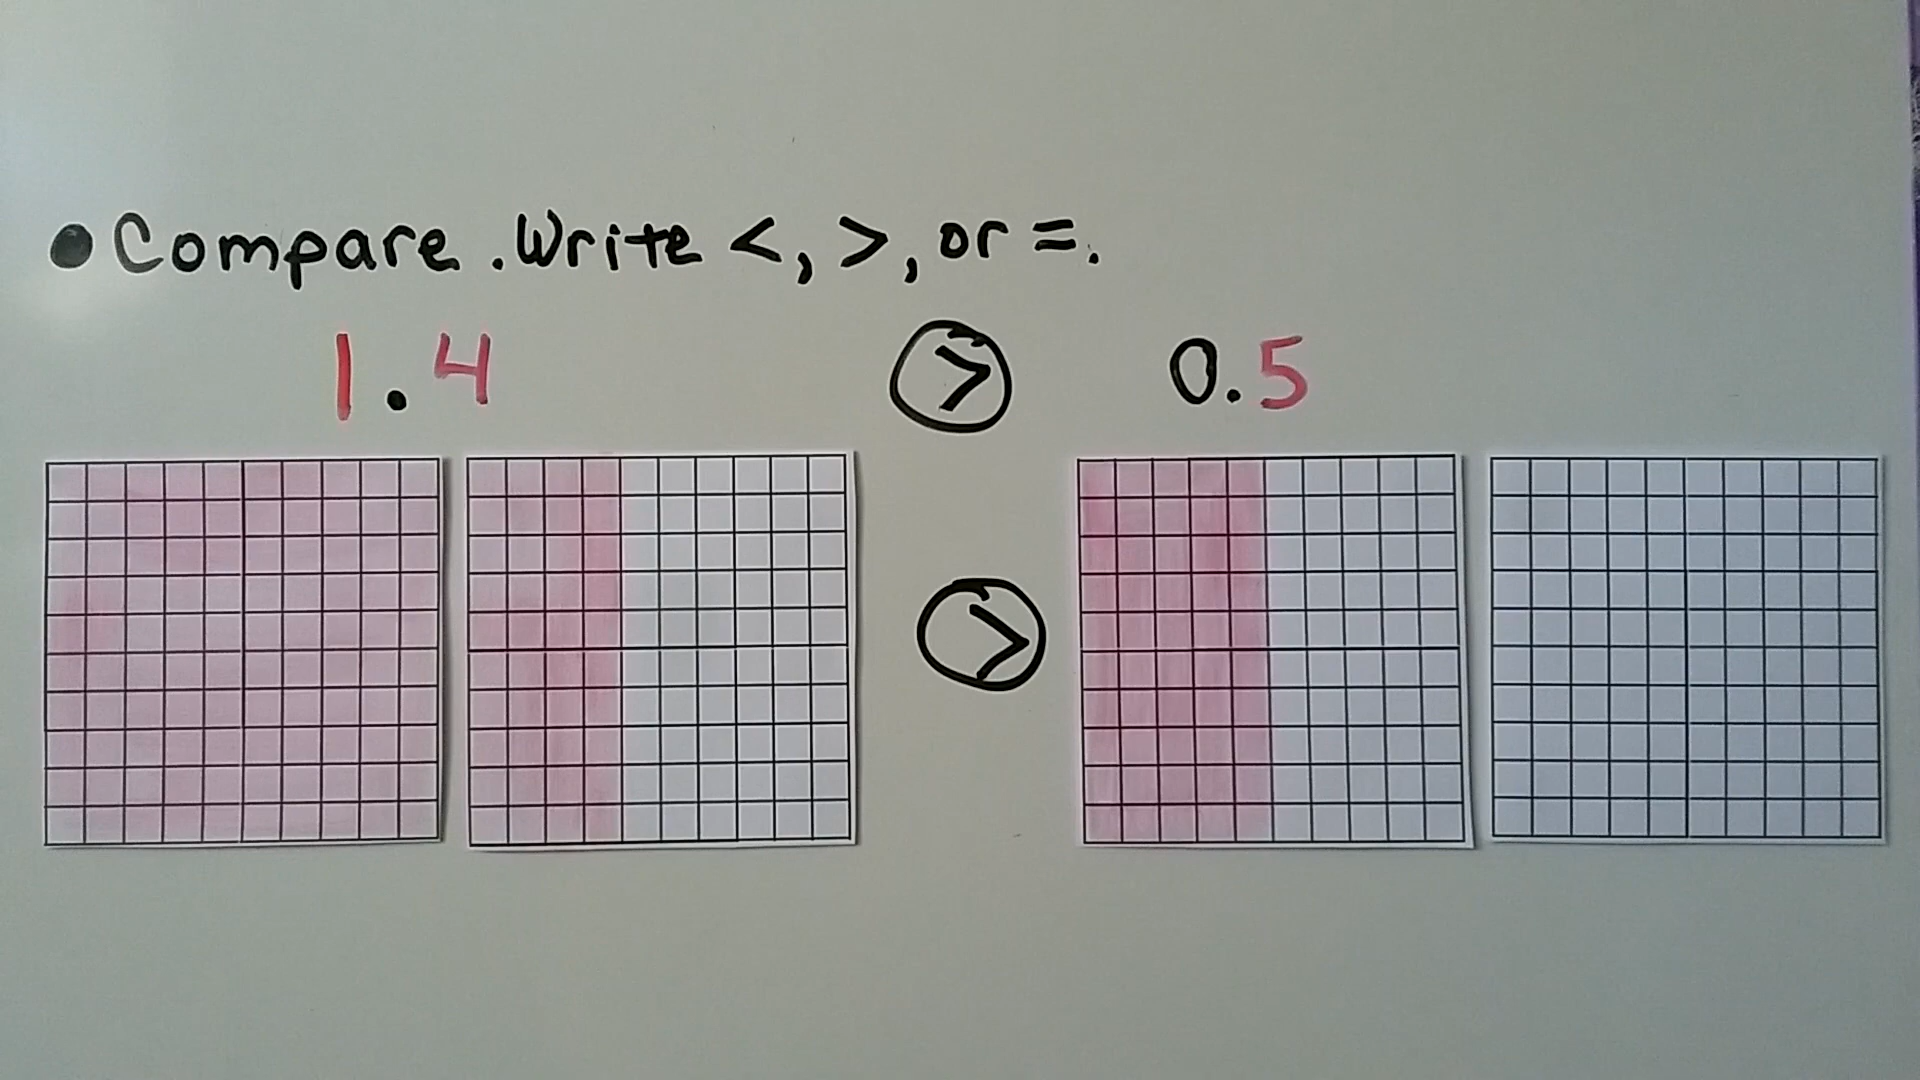 • Compare. Write <, >, or =.
1.4 > 0.5
>